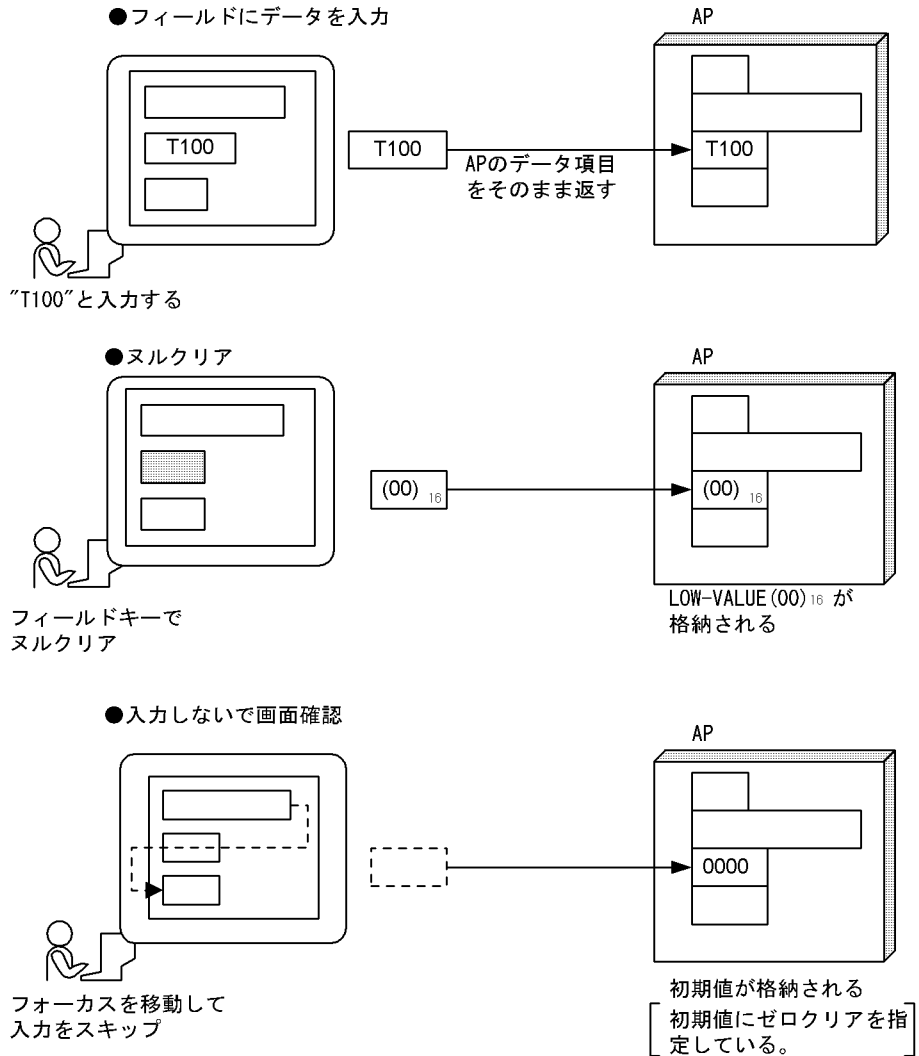 ●フィールドにデータを入力
AP
T100
T100
T100
APのデータ項目
をそのまま返す
"T100"と入力する
●ヌルクリア
AP
(00) 16
(00) 16
フィールドキーで
ヌルクリア
LOW-VALUE(00)16 が
格納される
●入力しないで画面確認
AP
0000
フォーカスを移動して
入力をスキップ
初期値が格納される
初期値にゼロクリアを指
定している。